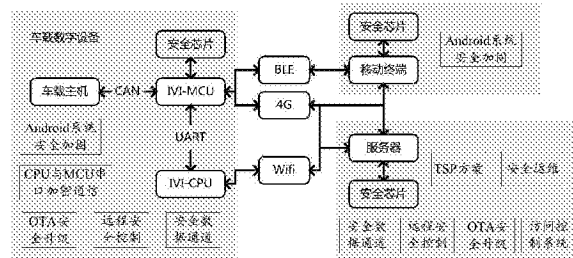 车载数字设备
安全芯片
安全芯片
Android系统
安全加固
BLE
移动终端
车载主机
CAN
IVI-MCU
4G
Android系统
安全加固
UART
服务器
CPU与MCU串
口加密通信
IVI-CPU
Wifi
TSP方案
安全运维
安全芯片
OTA安
全升级
远程安
全控制
安全数
据通道
安全数
据通道
远程安
全控制
OTA安
全升级
访问控
制系统